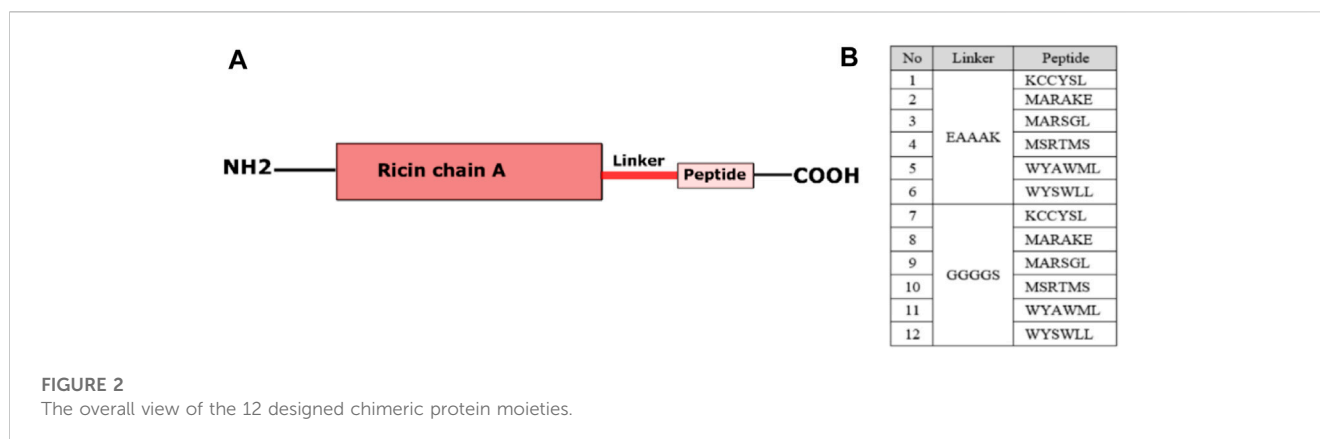 A
B
NH2
Ricin chain A
Linker
Peptide
COOH
No Linker Peptide
1 KCCYSL
2 MARAKE
3 MARSGL
EAAAK
4 MSRTMS
5 WYAWML
6 WYSWLL
7 KCCYSL
8 MARAKE
9 MARSGL
GGGGS
10 MSRTMS
11 WYAWML
12 WYSWLL
FIGURE 2
The overall view of the 12 designed chimeric protein moieties.